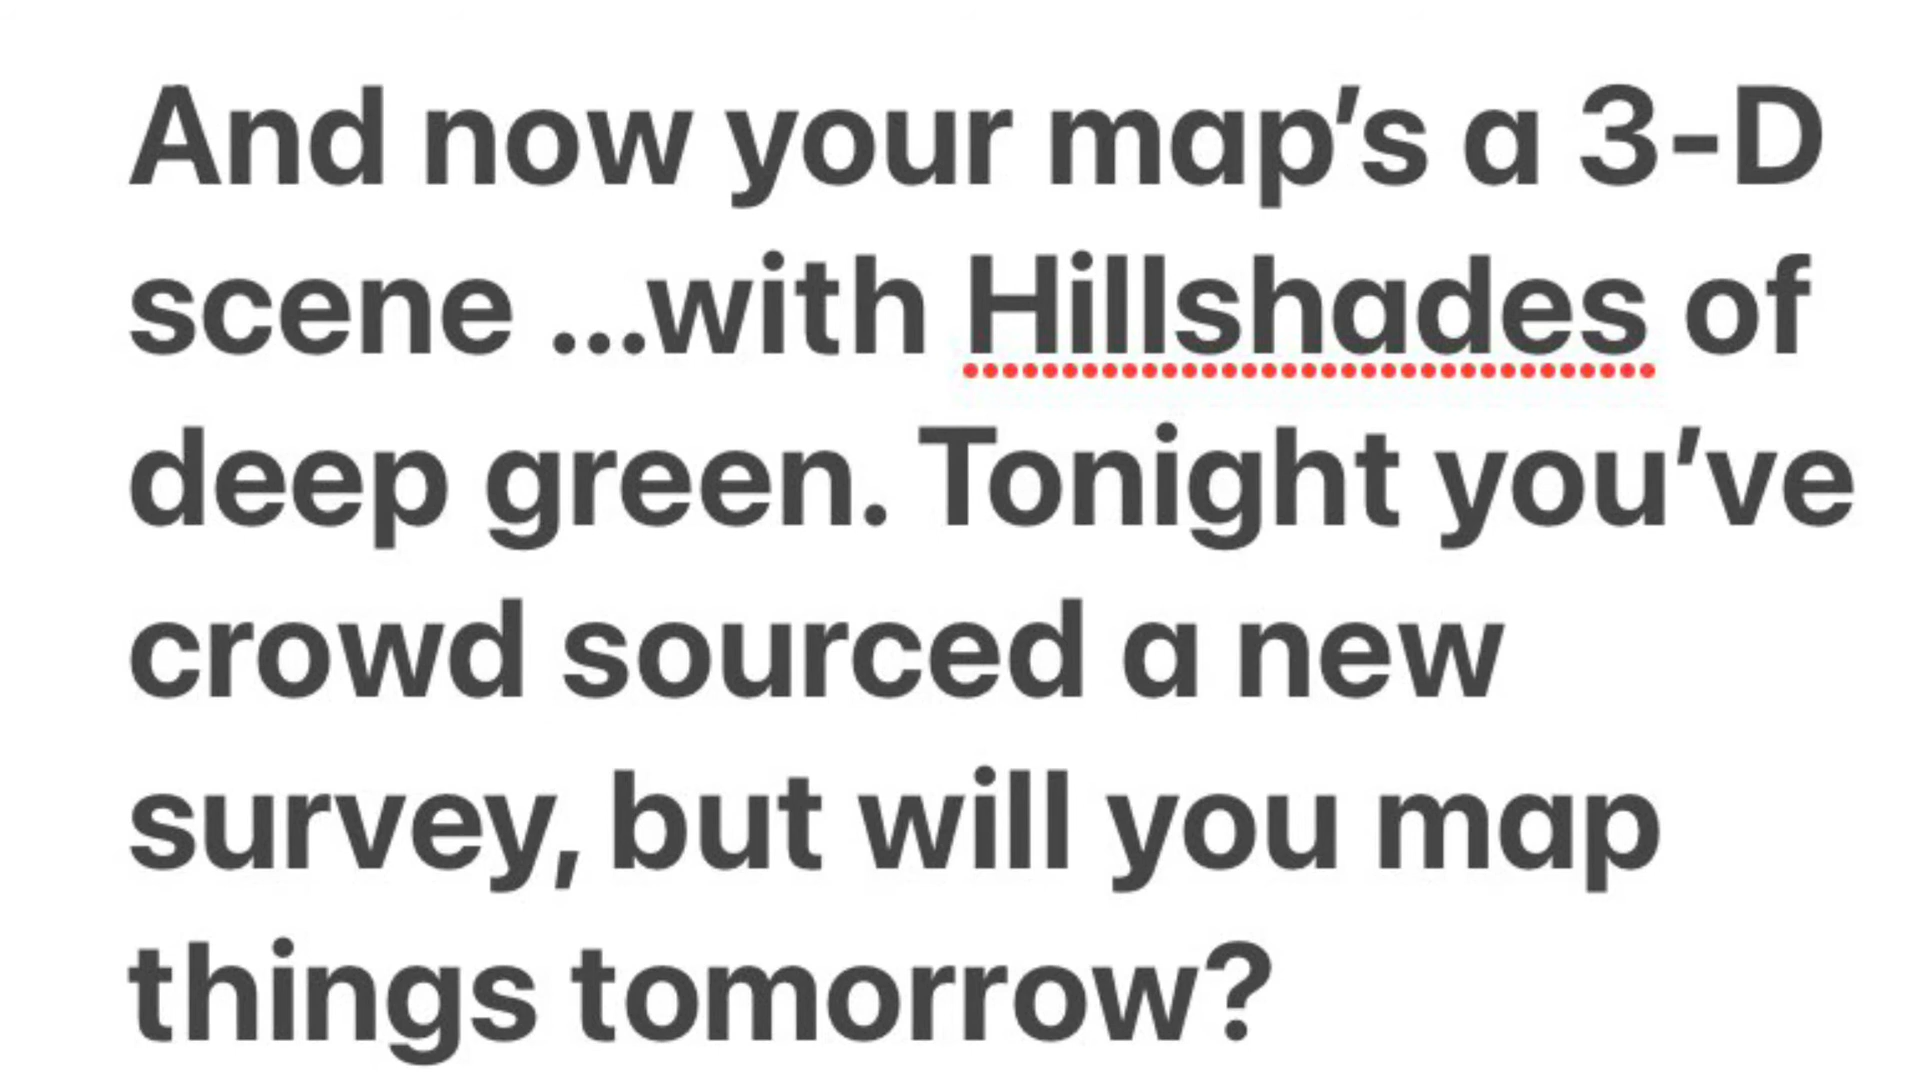 And now your map's a 3-D
scene ...with Hillshades of
deep green. Tonight you've
crowd sourced a new
survey, but will you map
things tomorrow?